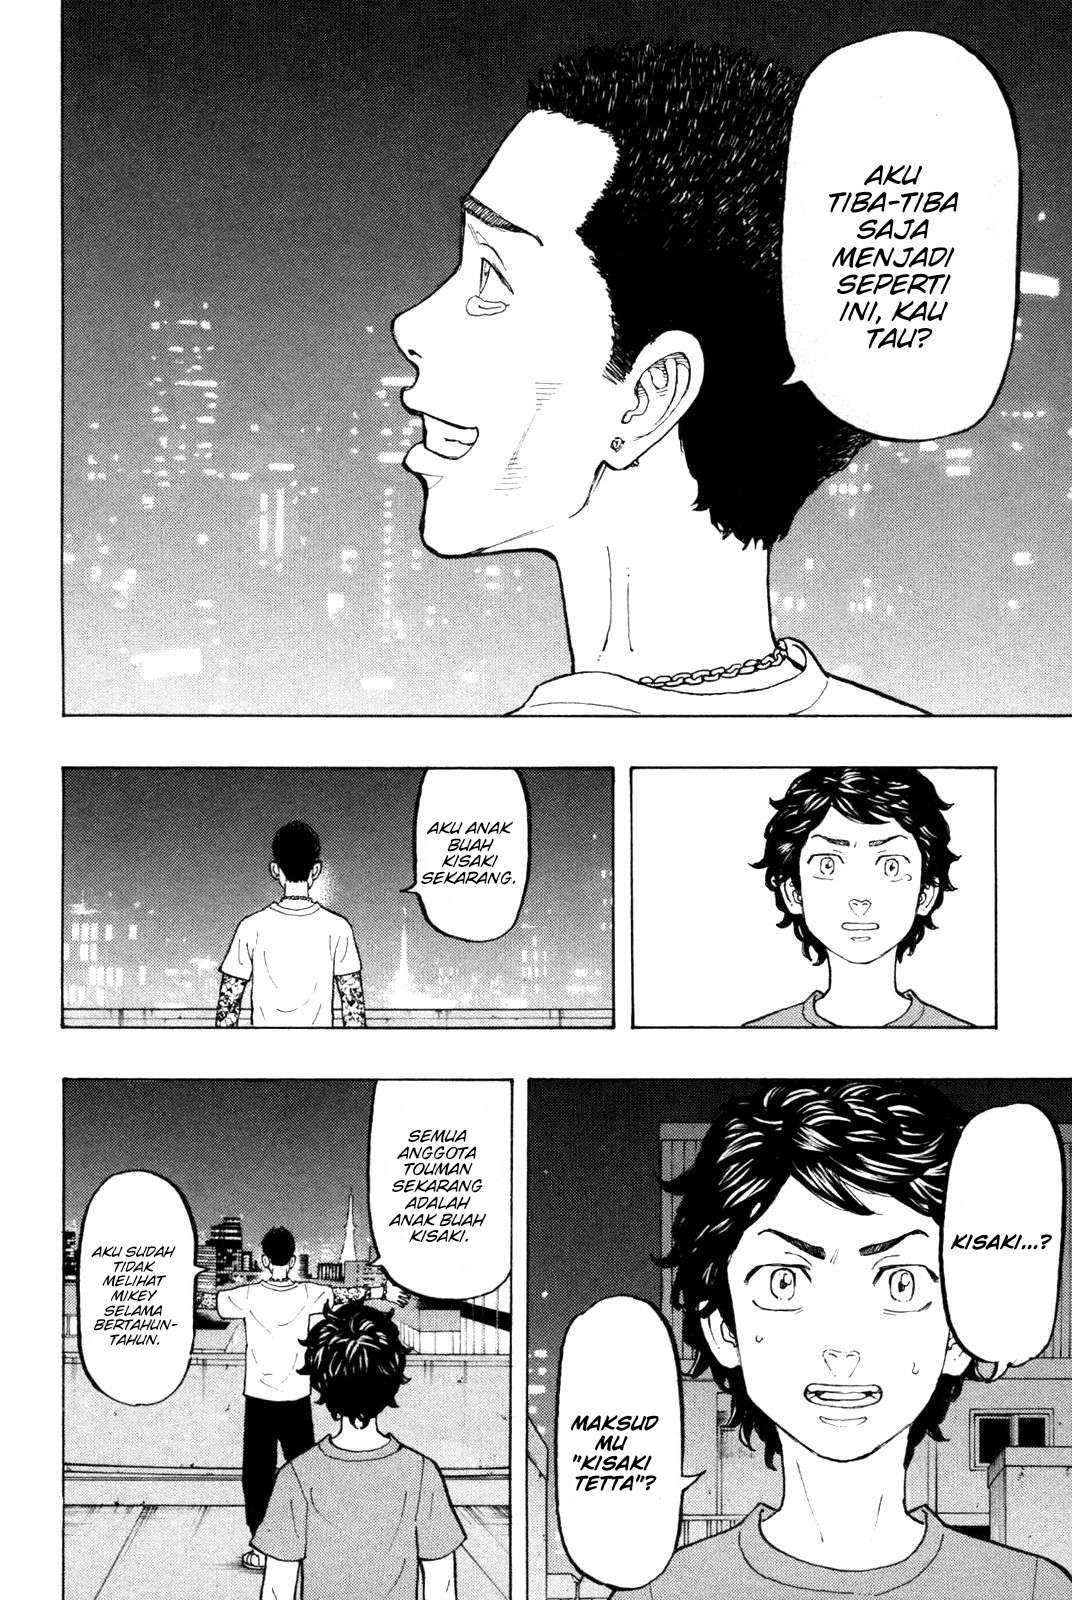 AKU
TIBA-TIBA
SAJA
MENJADI
SEPERTI
INI, KAU
TAU?
AKU ANAK
BUAH
KISAKI
SEKARANG.
KISAKI...?
MAKSUD
MU
"KISAKI
TETTA"?
SEMUA
ANGGOTA
TOUMAN
SEKARANG
ADALAH
ANAK BUAH
KISAKI.
AKU SUDAH
TIDAK
MELIHAT
MIKEY
SELAMA
BERTAHUN-
TAHUN.